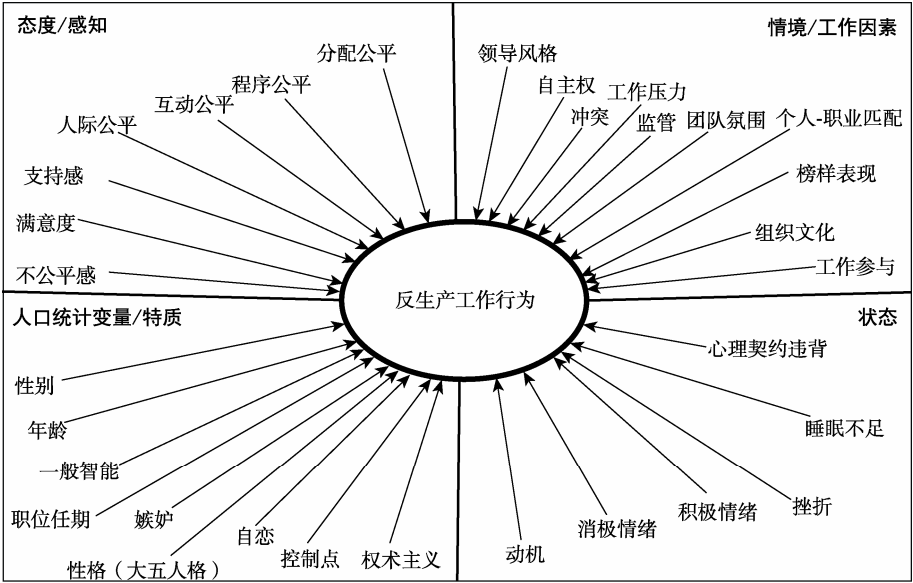 态度/感知
分配公平
程序公平
互动公平
人际公平
支持感
满意度
不公平感
情境/工作因素
领导风格
自主权
冲突
工作压力
监管
团队氛围
个人-职业匹配
榜样表现
组织文化
工作参与
反生产工作行为
人口统计变量/特质
性别
年龄
一般智能
职位任期
嫉妒
性格（大五人格）
自恋
控制点
权术主义
状态
心理契约违背
睡眠不足
挫折
积极情绪
消极情绪
动机